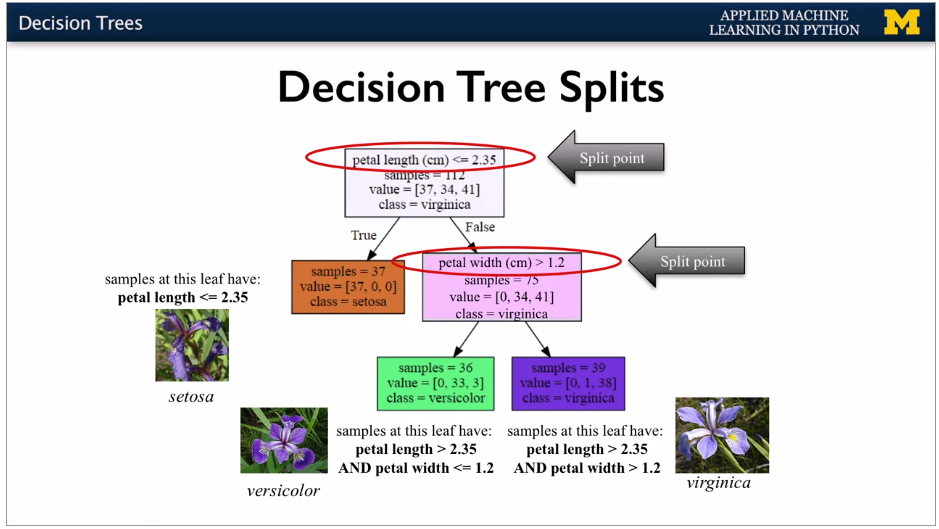 Decision Trees
APPLIED MACHINE
LEARNING IN PYTHON
M
Decision Tree Splits
petal length (cm) <= 2.35
samples = 112
value = [37, 34, 41]
class = virginica
Split point
True
False
samples = 37
value = [37, 0, 0]
class = setosa
petal width (cm) > 1.2
samples = 75
value = [0, 34, 41]
class = virginica
Split point
samples at this leaf have:
petal length <= 2.35
setosa
samples = 36
value = [0, 33, 3]
class = versicolor
samples = 39
value = [0, 1, 38]
class = virginica
samples at this leaf have:
petal length > 2.35
AND petal width <= 1.2
samples at this leaf have:
petal length > 2.35
AND petal width > 1.2
versicolor
virginica